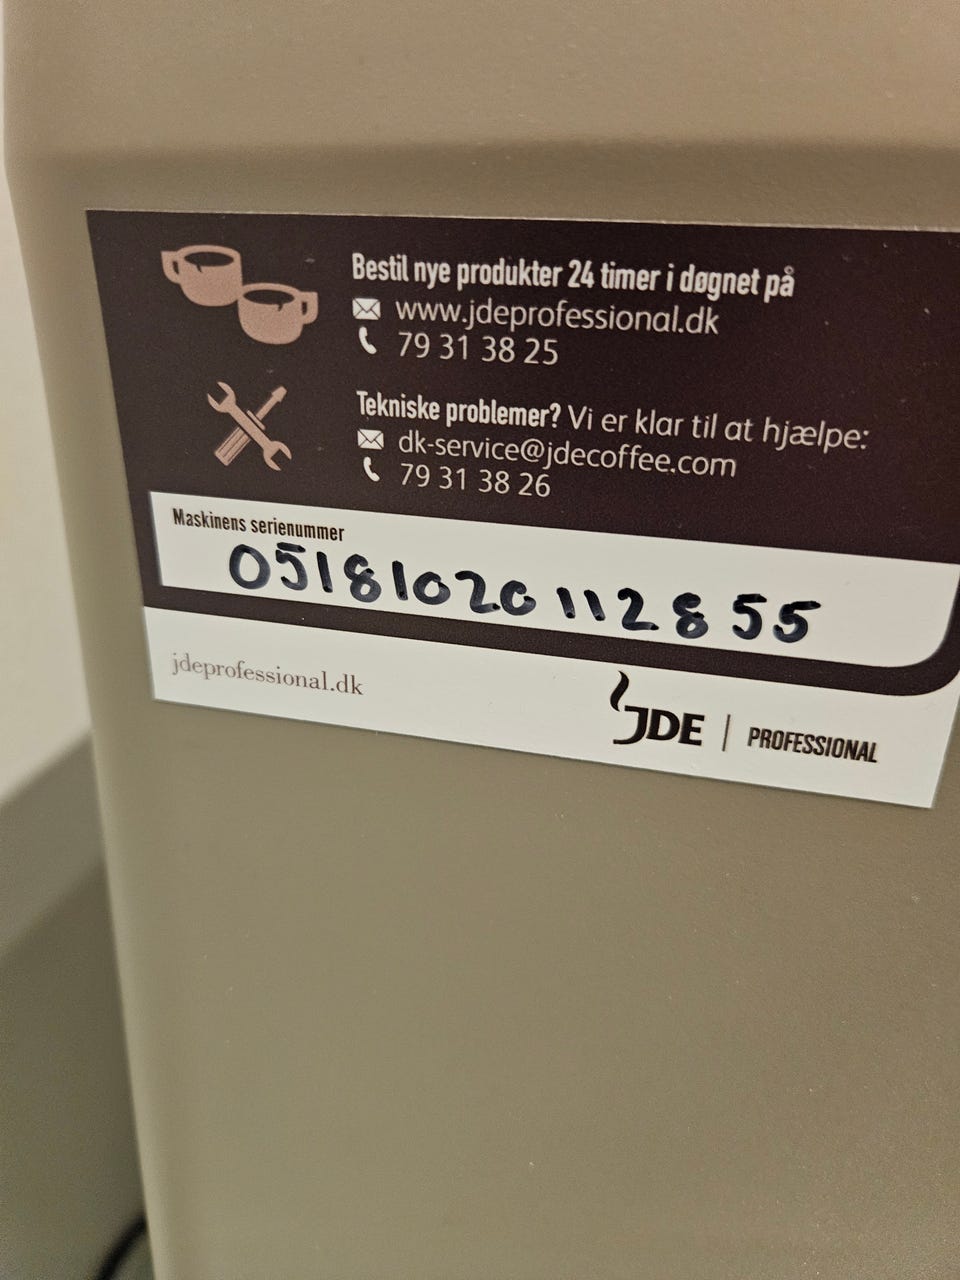 Bestil nye produkter 24 timer i døgnet på
www.jdeprofessional.dk
79 31 38 25
Tekniske problemer? Vi er klar til at hjælpe:
dk-service@jdecoffee.com
79 31 38 26
Maskinens serienummer
05181020112855
jdeprofessional.dk
JDE | PROFESSIONAL